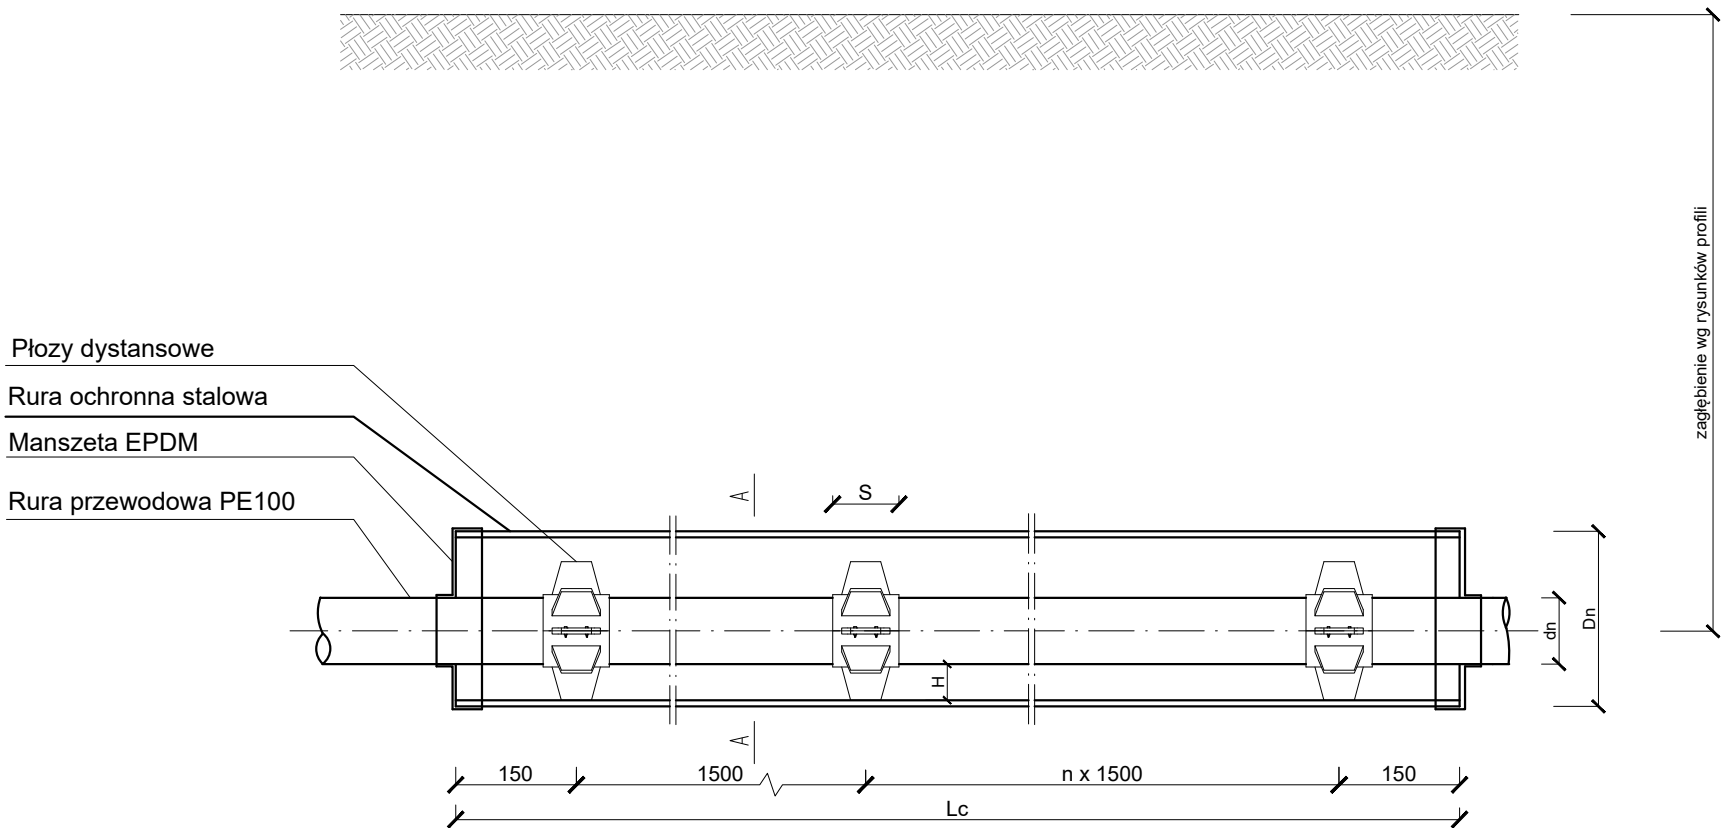 zagłębienie wg rysunków profili
Płozy dystansowe
Rura ochronna stalowa
Manszeta EPDM
Rura przewodowa PE100
A
S
dn
Dn
H
A
150
1500
n x 1500
150
Lc